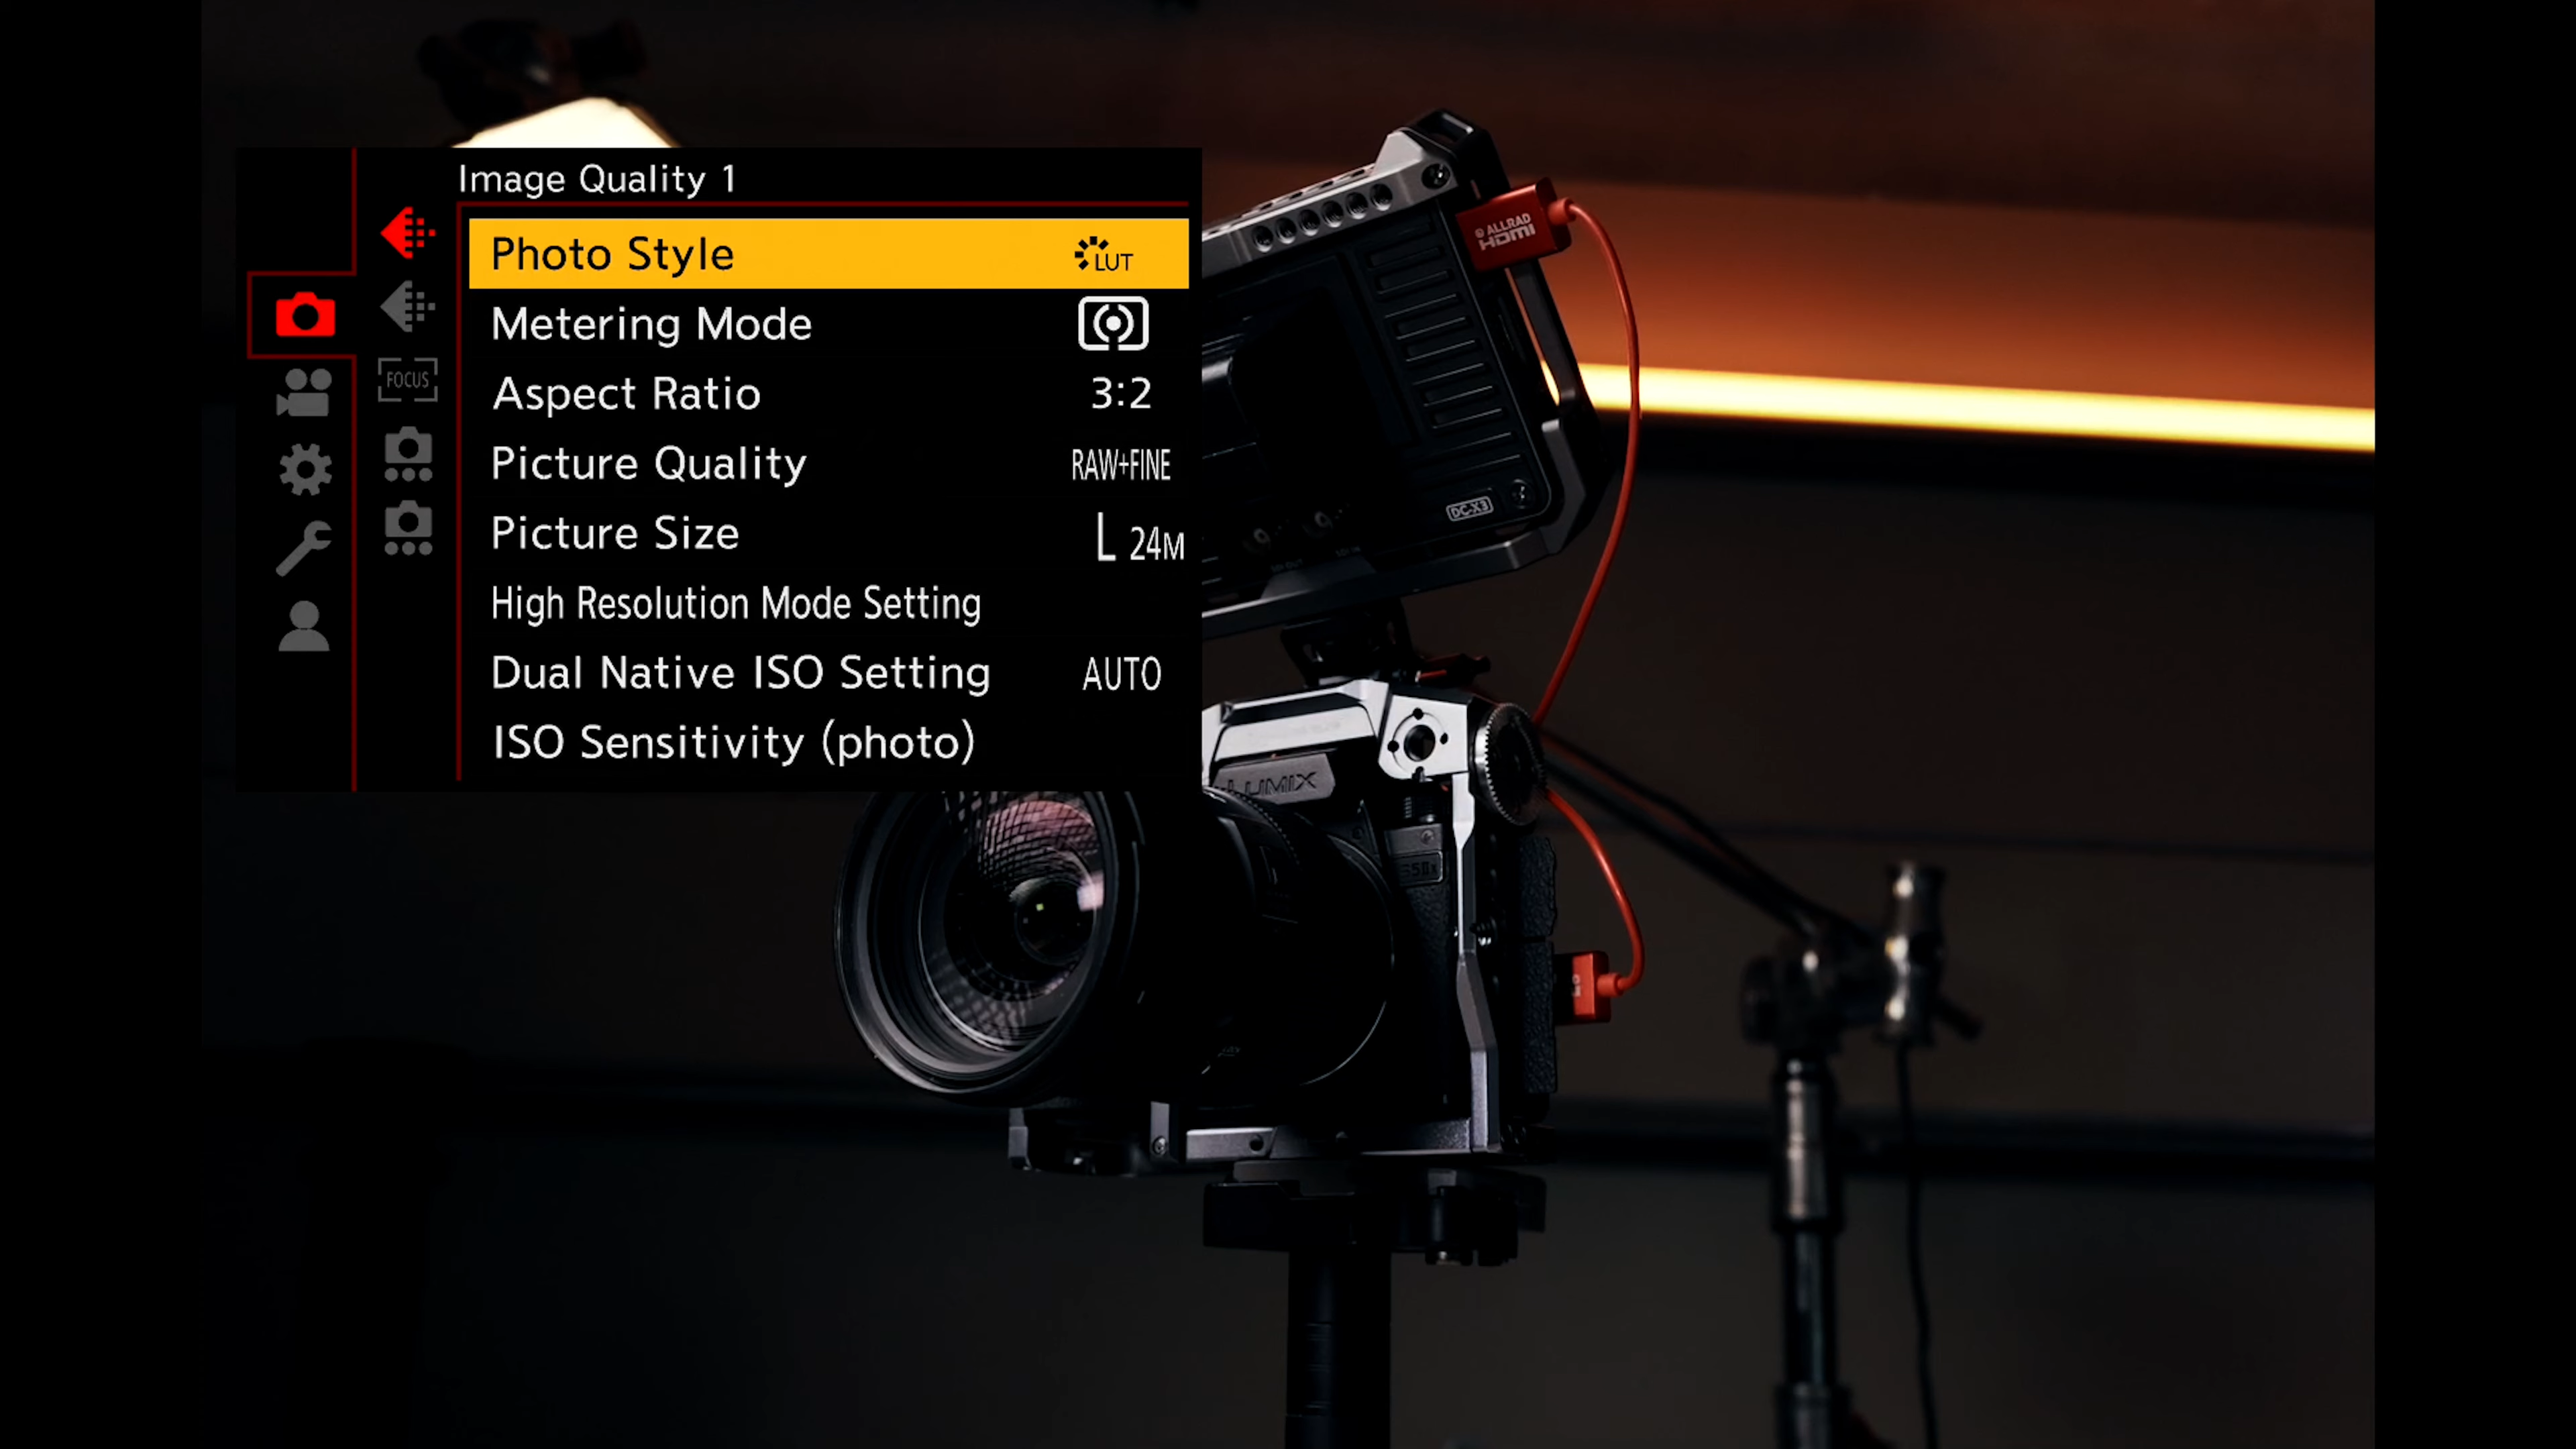 Image Quality 1
Photo Style LUT
Metering Mode
Aspect Ratio 3:2
FOCUS
Picture Quality RAW+FINE
Picture Size L 24M
High Resolution Mode Setting
Dual Native ISO Setting AUTO
ISO Sensitivity (photo)
ALLRAD
HDMI
DC-X3
LUMIX
S5IIX